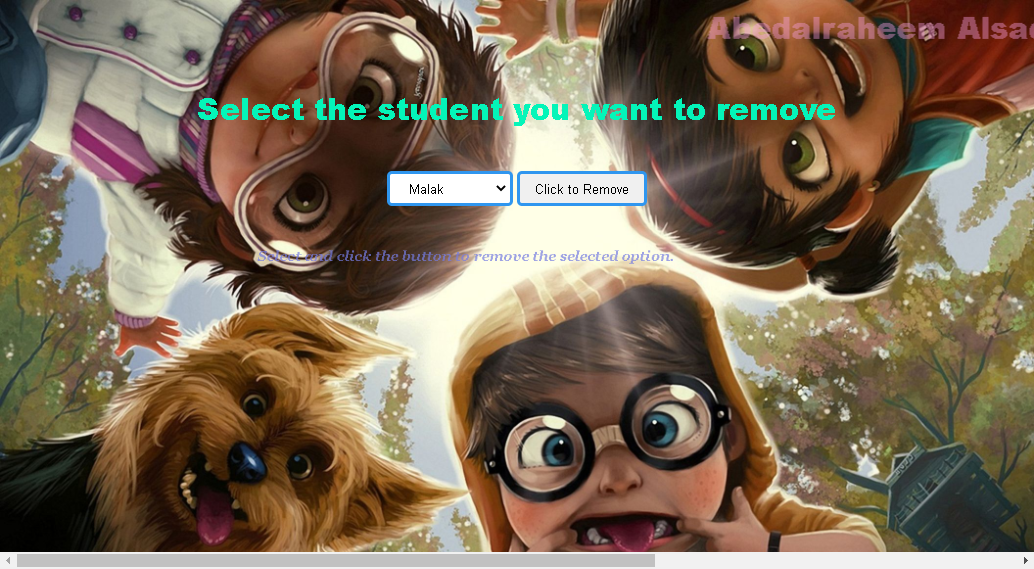 Abedalraheem Alsa
Select the student you want to remove
Malak
Click to Remove
Select and click the button to remove the selected option.